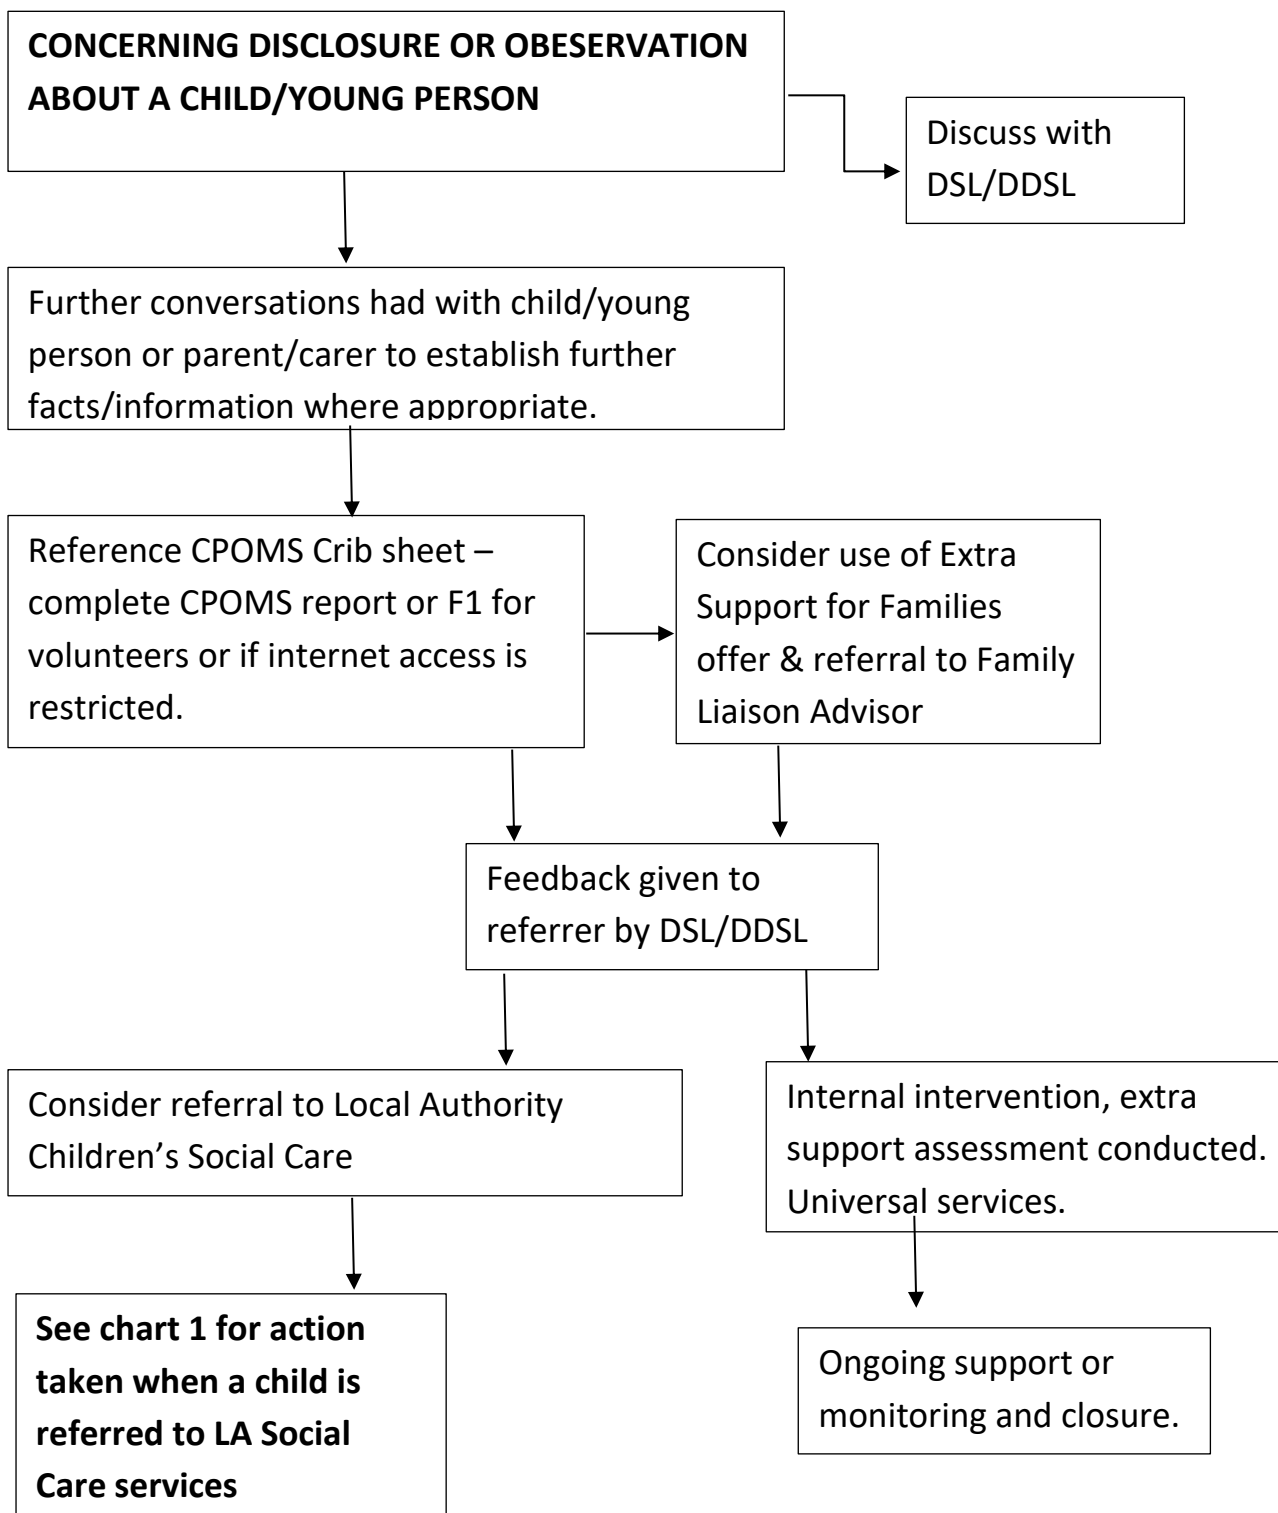 CONCERNING DISCLOSURE OR OBESERVATION
ABOUT A CHILD/YOUNG PERSON
Discuss with
DSL/DDSL
Further conversations had with child/young
person or parent/carer to establish further
facts/information where appropriate.
Reference CPOMS Crib sheet –
complete CPOMS report or F1 for
volunteers or if internet access is
restricted.
Consider use of Extra
Support for Families
offer & referral to Family
Liaison Advisor
Feedback given to
referrer by DSL/DDSL
Consider referral to Local Authority
Children’s Social Care
Internal intervention, extra
support assessment conducted.
Universal services.
See chart 1 for action
taken when a child is
referred to LA Social
Care services
Ongoing support or
monitoring and closure.